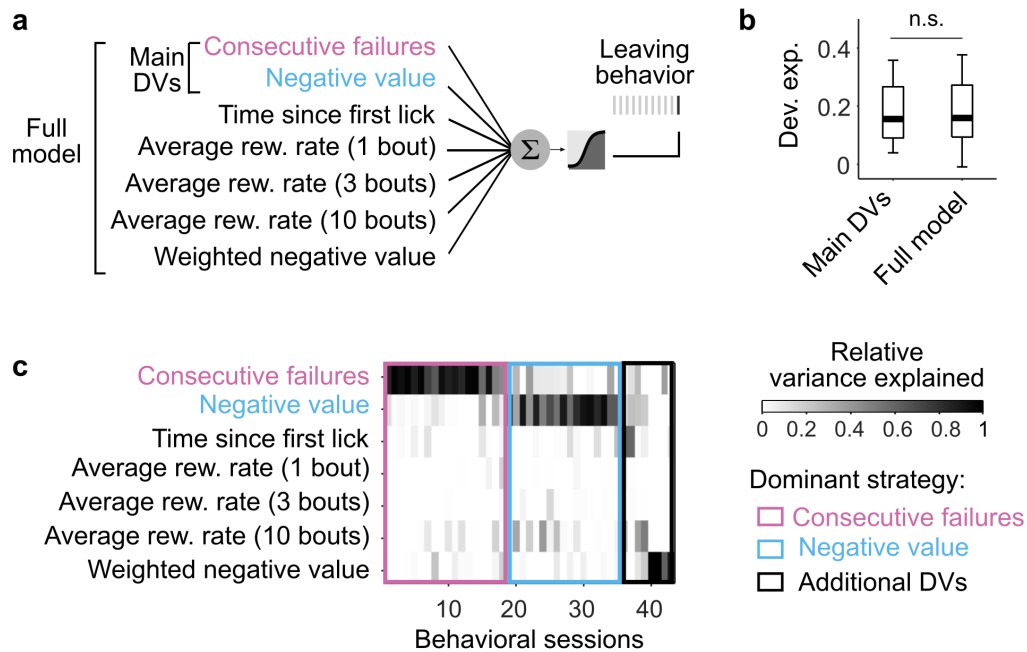 a
Full
model
Main
DVs
Consecutive failures
Negative value
Time since first lick
Average rew. rate (1 bout)
Average rew. rate (3 bouts)
Average rew. rate (10 bouts)
Weighted negative value
Σ
Leaving
behavior
b
n.s.
Dev. exp.
0.4
0.2
0
Main DVs
Full model
c
Consecutive failures
Negative value
Time since first lick
Average rew. rate (1 bout)
Average rew. rate (3 bouts)
Average rew. rate (10 bouts)
Weighted negative value
10 20 30 40
Behavioral sessions
Relative
variance explained
0 0.2 0.4 0.6 0.8 1
Dominant strategy:
Consecutive failures
Negative value
Additional DVs